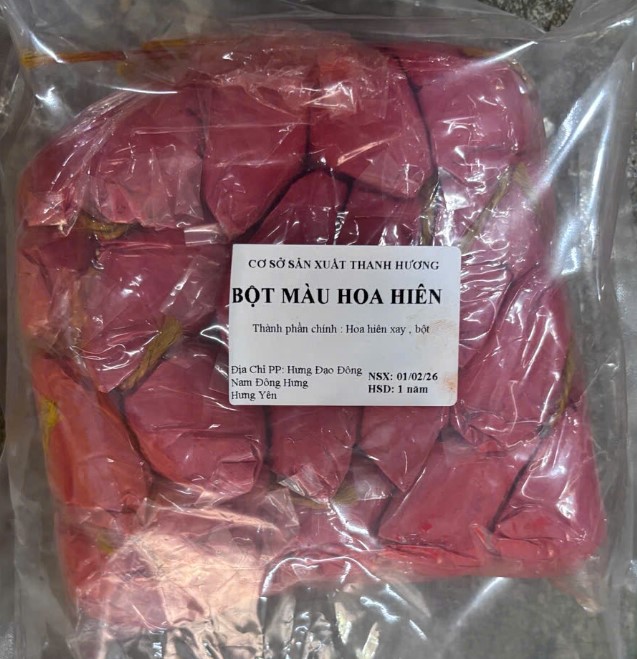 CƠ SỞ SẢN XUẤT THANH HƯƠNG
BỘT MÀU HOA HIÊN
Thành phần chính : Hoa hiên xay , bột
Địa Chỉ PP: Hưng Đạo Đông
Nam Đông Hưng
Hưng Yên
NSX: 01/02/26
HSD: 1 năm